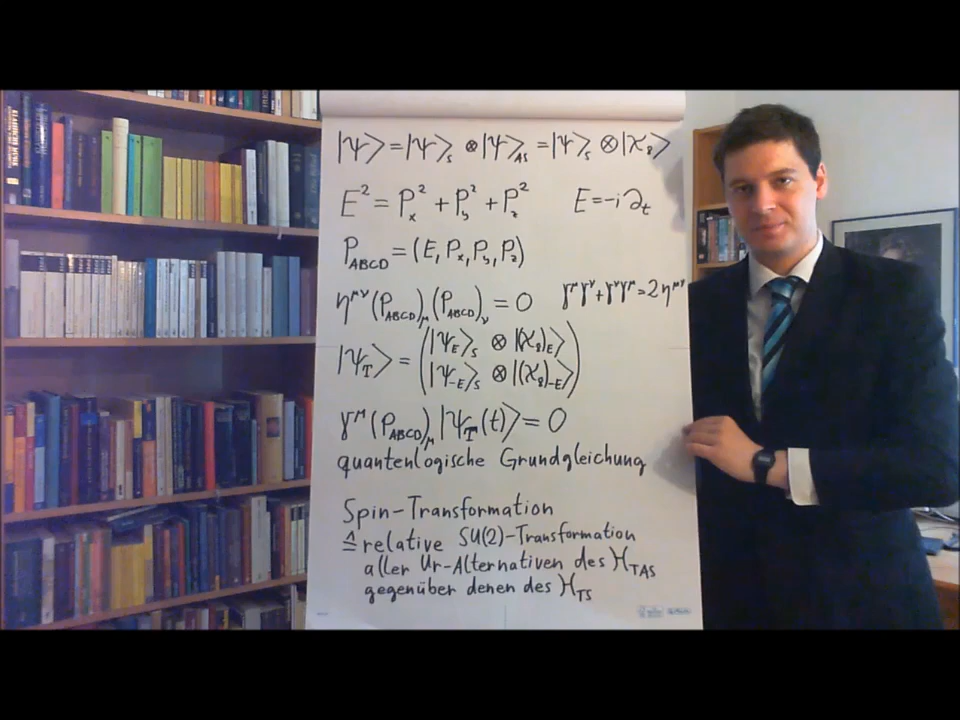 |Ψ⟩ = |Ψ⟩_S ⊗ |Ψ⟩_AS = |Ψ⟩_S ⊗ |χ_8⟩
E² = P_x² + P_y² + P_z² E = -i∂_t
P_ABCD = (E, P_x, P_y, P_z)
η^μν (P_ABCD)_μ (P_ABCD)_ν = 0 γ^μγ^ν + γ^νγ^μ = 2η^μν
|Ψ_T⟩ = ( |Ψ_E⟩_S ⊗ |(χ_8)_E⟩
|Ψ_-E⟩_S ⊗ |(χ_8)_-E⟩ )
γ^μ (P_ABCD)_μ |Ψ_T(t)⟩ = 0
quantenlogische Grundgleichung
Spin-Transformation
≙ relative SU(2)-Transformation
aller Ur-Alternativen des ℋ_TAS
gegenüber denen des ℋ_TS